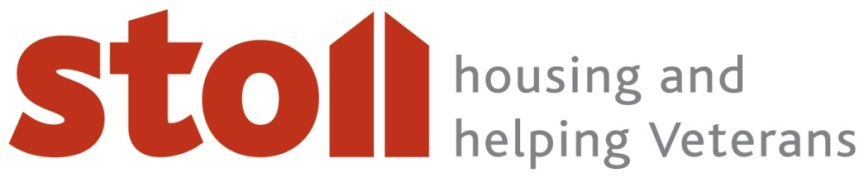 stoll
housing and
helping Veterans